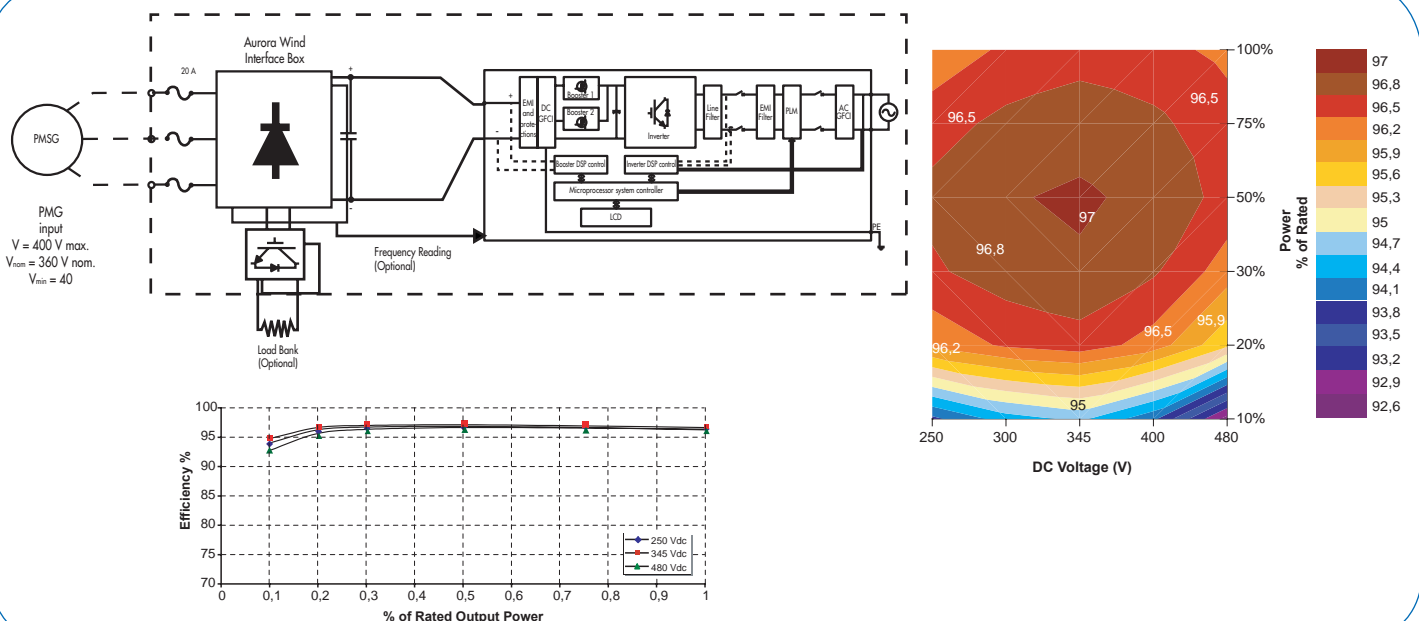 Aurora Wind
Interface Box
20 A
PMSG
PMG
input
V = 400 V max.
Vnom = 360 V nom.
Vmin = 40
+
-
Load Bank
(Optional)
Frequency Reading
(Optional)
+
-
EMI
and
prote-
ctions
DC
GFCI
Booster 1
Booster 2
Inverter
Line
Filter
EMI
Filter
PLM
AC
GFCI
Booster DSP control
Inverter DSP control
Microprocessor system controller
LCD
PE
96,5
96,5
97
96,8
96,5
95,9
96,2
95
100%
75%
50%
30%
20%
10%
Power
% of Rated
250
300
345
400
480
DC Voltage (V)
97
96,8
96,5
96,2
95,9
95,6
95,3
95
94,7
94,4
94,1
93,8
93,5
93,2
92,9
92,6
Efficiency %
100
95
90
85
80
75
70
0
0,1
0,2
0,3
0,4
0,5
0,6
0,7
0,8
0,9
1
250 Vdc
345 Vdc
480 Vdc
% of Rated Output Power